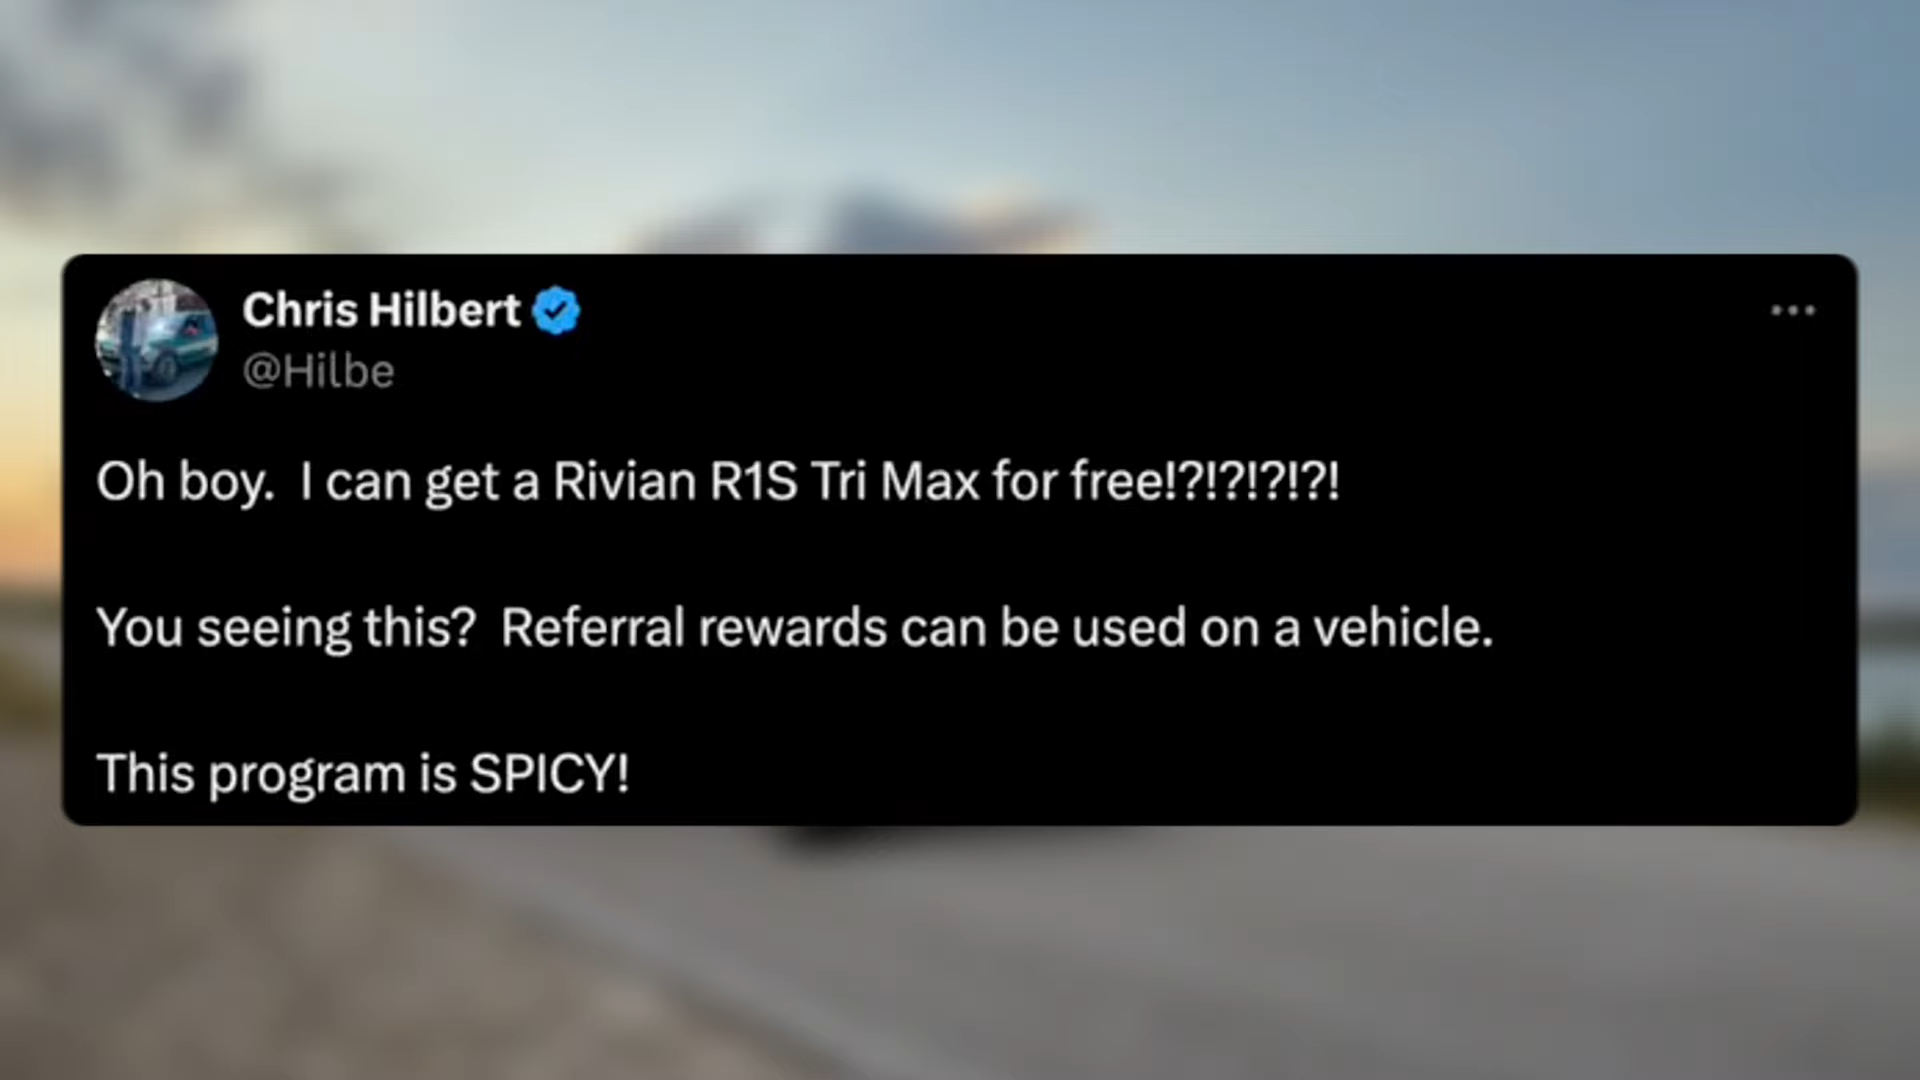 Chris Hilbert
@Hilbe
Oh boy.  I can get a Rivian R1S Tri Max for free!?!?!?!?!
You seeing this?  Referral rewards can be used on a vehicle.
This program is SPICY!